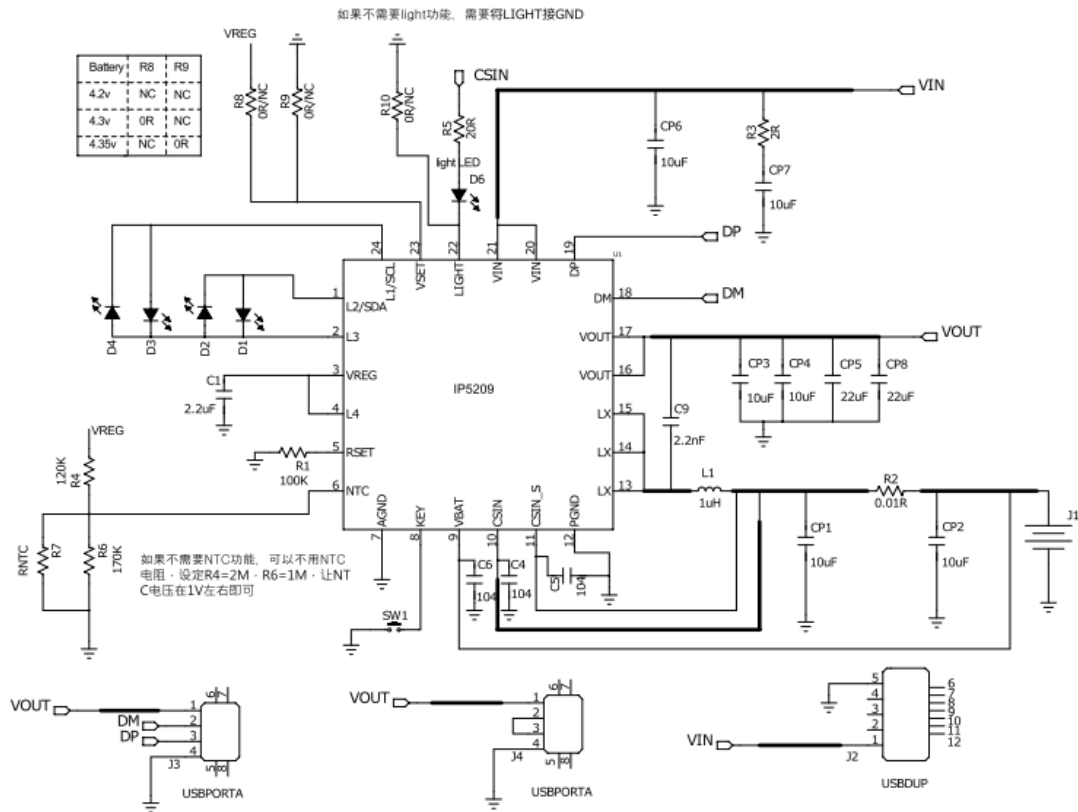 如果不需要light功能，需要将LIGHT接GND
VREG
Battery R8 R9
4.2v NC NC
4.3v 0R NC
4.35v NC 0R
R8
0R/NC
R9
0R/NC
R10
0R/NC
CSIN
R5
20R
light LED
D6
VIN
CP6
10uF
R3
2R
CP7
10uF
DP
DM
24
23
22
21
20
19
L1/SCL
VSET
LIGHT
VIN
VIN
DP
U1
1
L2/SDA
2
L3
3
VREG
4
L4
5
RSET
6
NTC
IP5209
DM
18
VOUT
17
VOUT
16
LX
15
LX
14
LX
13
AGND
KEY
VBAT
CSIN
CSIN_S
PGND
7
8
9
10
11
12
D4
D3
D2
D1
C1
2.2uF
VREG
120K
R4
R1
100K
RNTC
R7
R6
170K
如果不需要NTC功能，可以不用NTC
电阻，设定R4=2M，R6=1M，让NT
C电压在1V左右即可
SW1
C6
104
C4
104
C5
104
VOUT
C9
2.2nF
CP3
10uF
CP4
10uF
CP5
22uF
CP8
22uF
L1
1uH
R2
0.01R
CP1
10uF
CP2
10uF
J1
VOUT
DM
DP
1
2
3
4
6
7
5
8
J3
USBPORTA
VOUT
1
2
3
4
6
7
5
8
J4
USBPORTA
VIN
5
4
3
2
1
6
7
8
9
10
11
12
J2
USBDUP